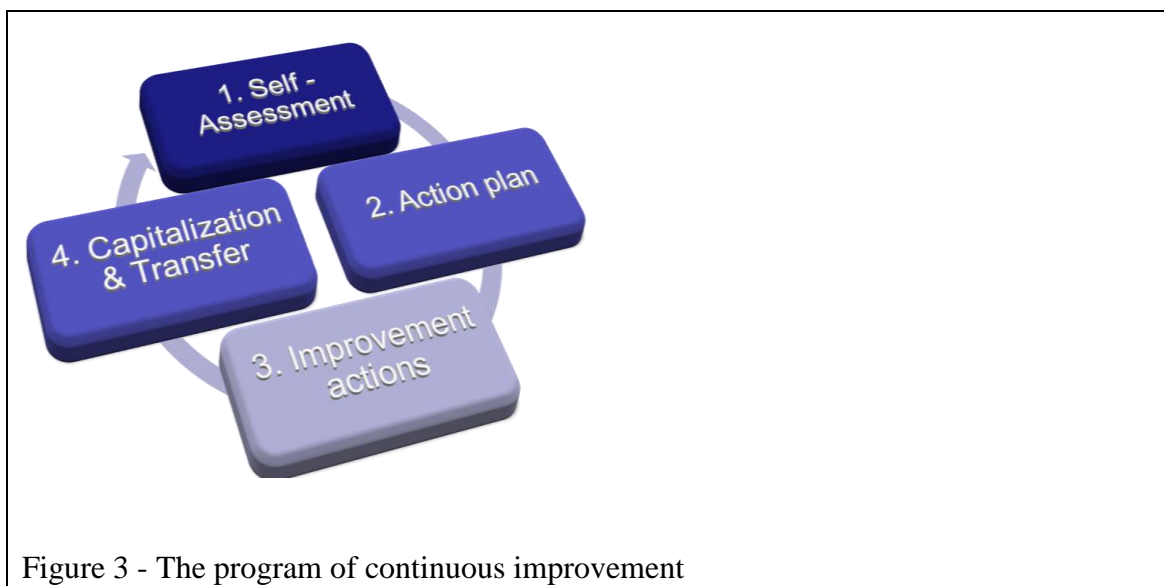 1. Self -
Assessment
2. Action plan
3. Improvement
actions
4. Capitalization
& Transfer
Figure 3 - The program of continuous improvement